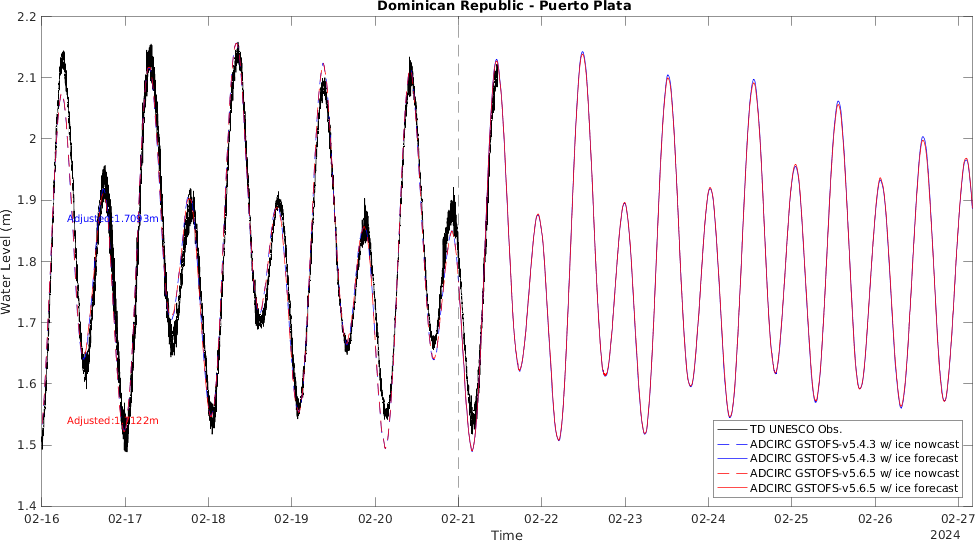 Dominican Republic - Puerto Plata
Water Level (m)
2.2
2.1
2
1.9
1.8
1.7
1.6
1.5
1.4
Adjusted:1.7093m
Adjusted: 122m
02-16
02-17
02-18
02-19
02-20
02-21
02-22
02-23
02-24
02-25
02-26
02-27
Time
2024
TD UNESCO Obs.
ADCIRC GSTOFS-v5.4.3 w/ ice nowcast
ADCIRC GSTOFS-v5.4.3 w/ ice forecast
ADCIRC GSTOFS-v5.6.5 w/ ice nowcast
ADCIRC GSTOFS-v5.6.5 w/ ice forecast